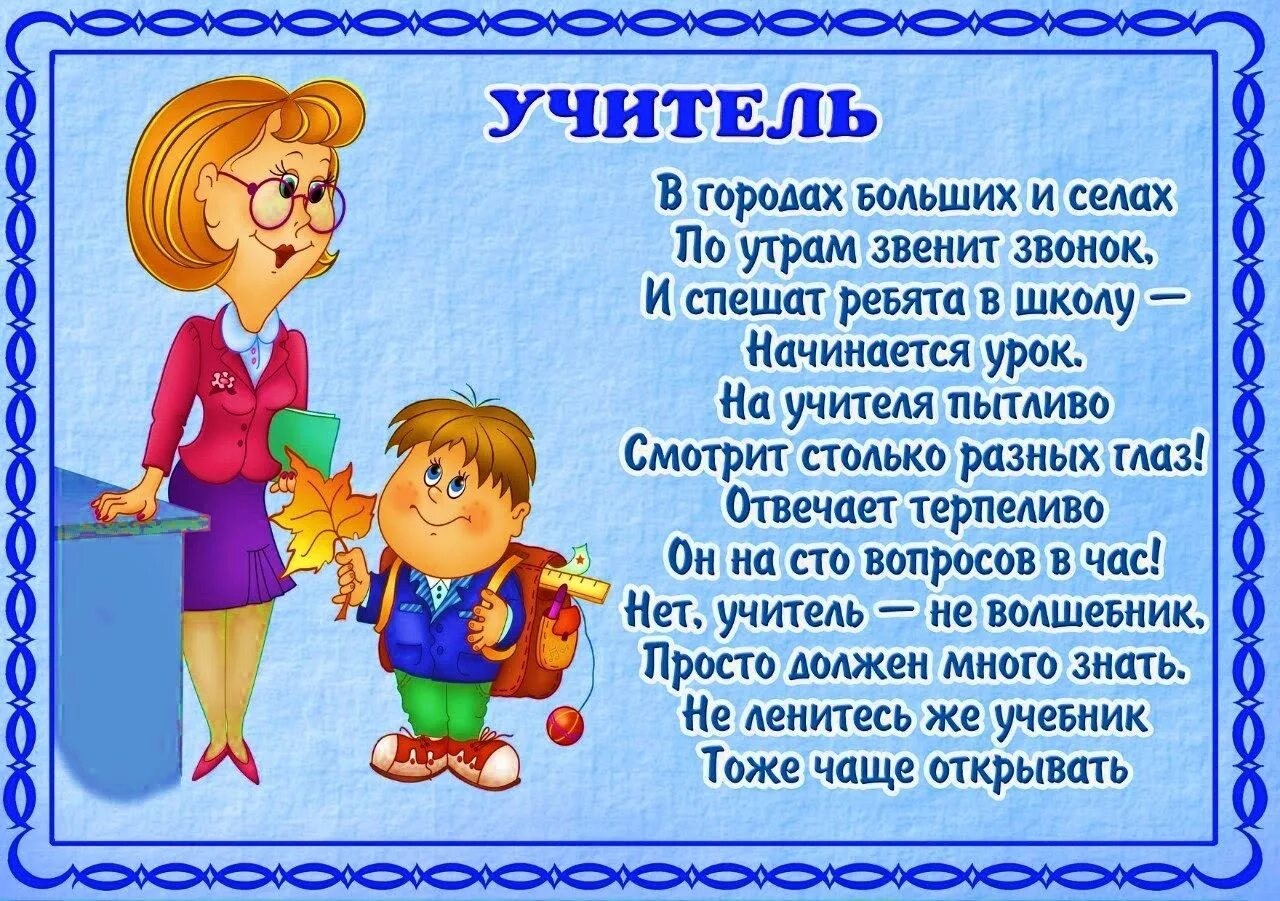 УЧИТЕЛЬ
В городах больших и селах
По утрам звенит звонок,
И спешат ребята в школу —
Начинается урок.
На учителя пытливо
Смотрит столько разных глаз!
Отвечает терпеливо
Он на сто вопросов в час!
Нет, учитель — не волшебник,
Просто должен много знать.
Не ленитесь же учебник
Тоже чаще открывать